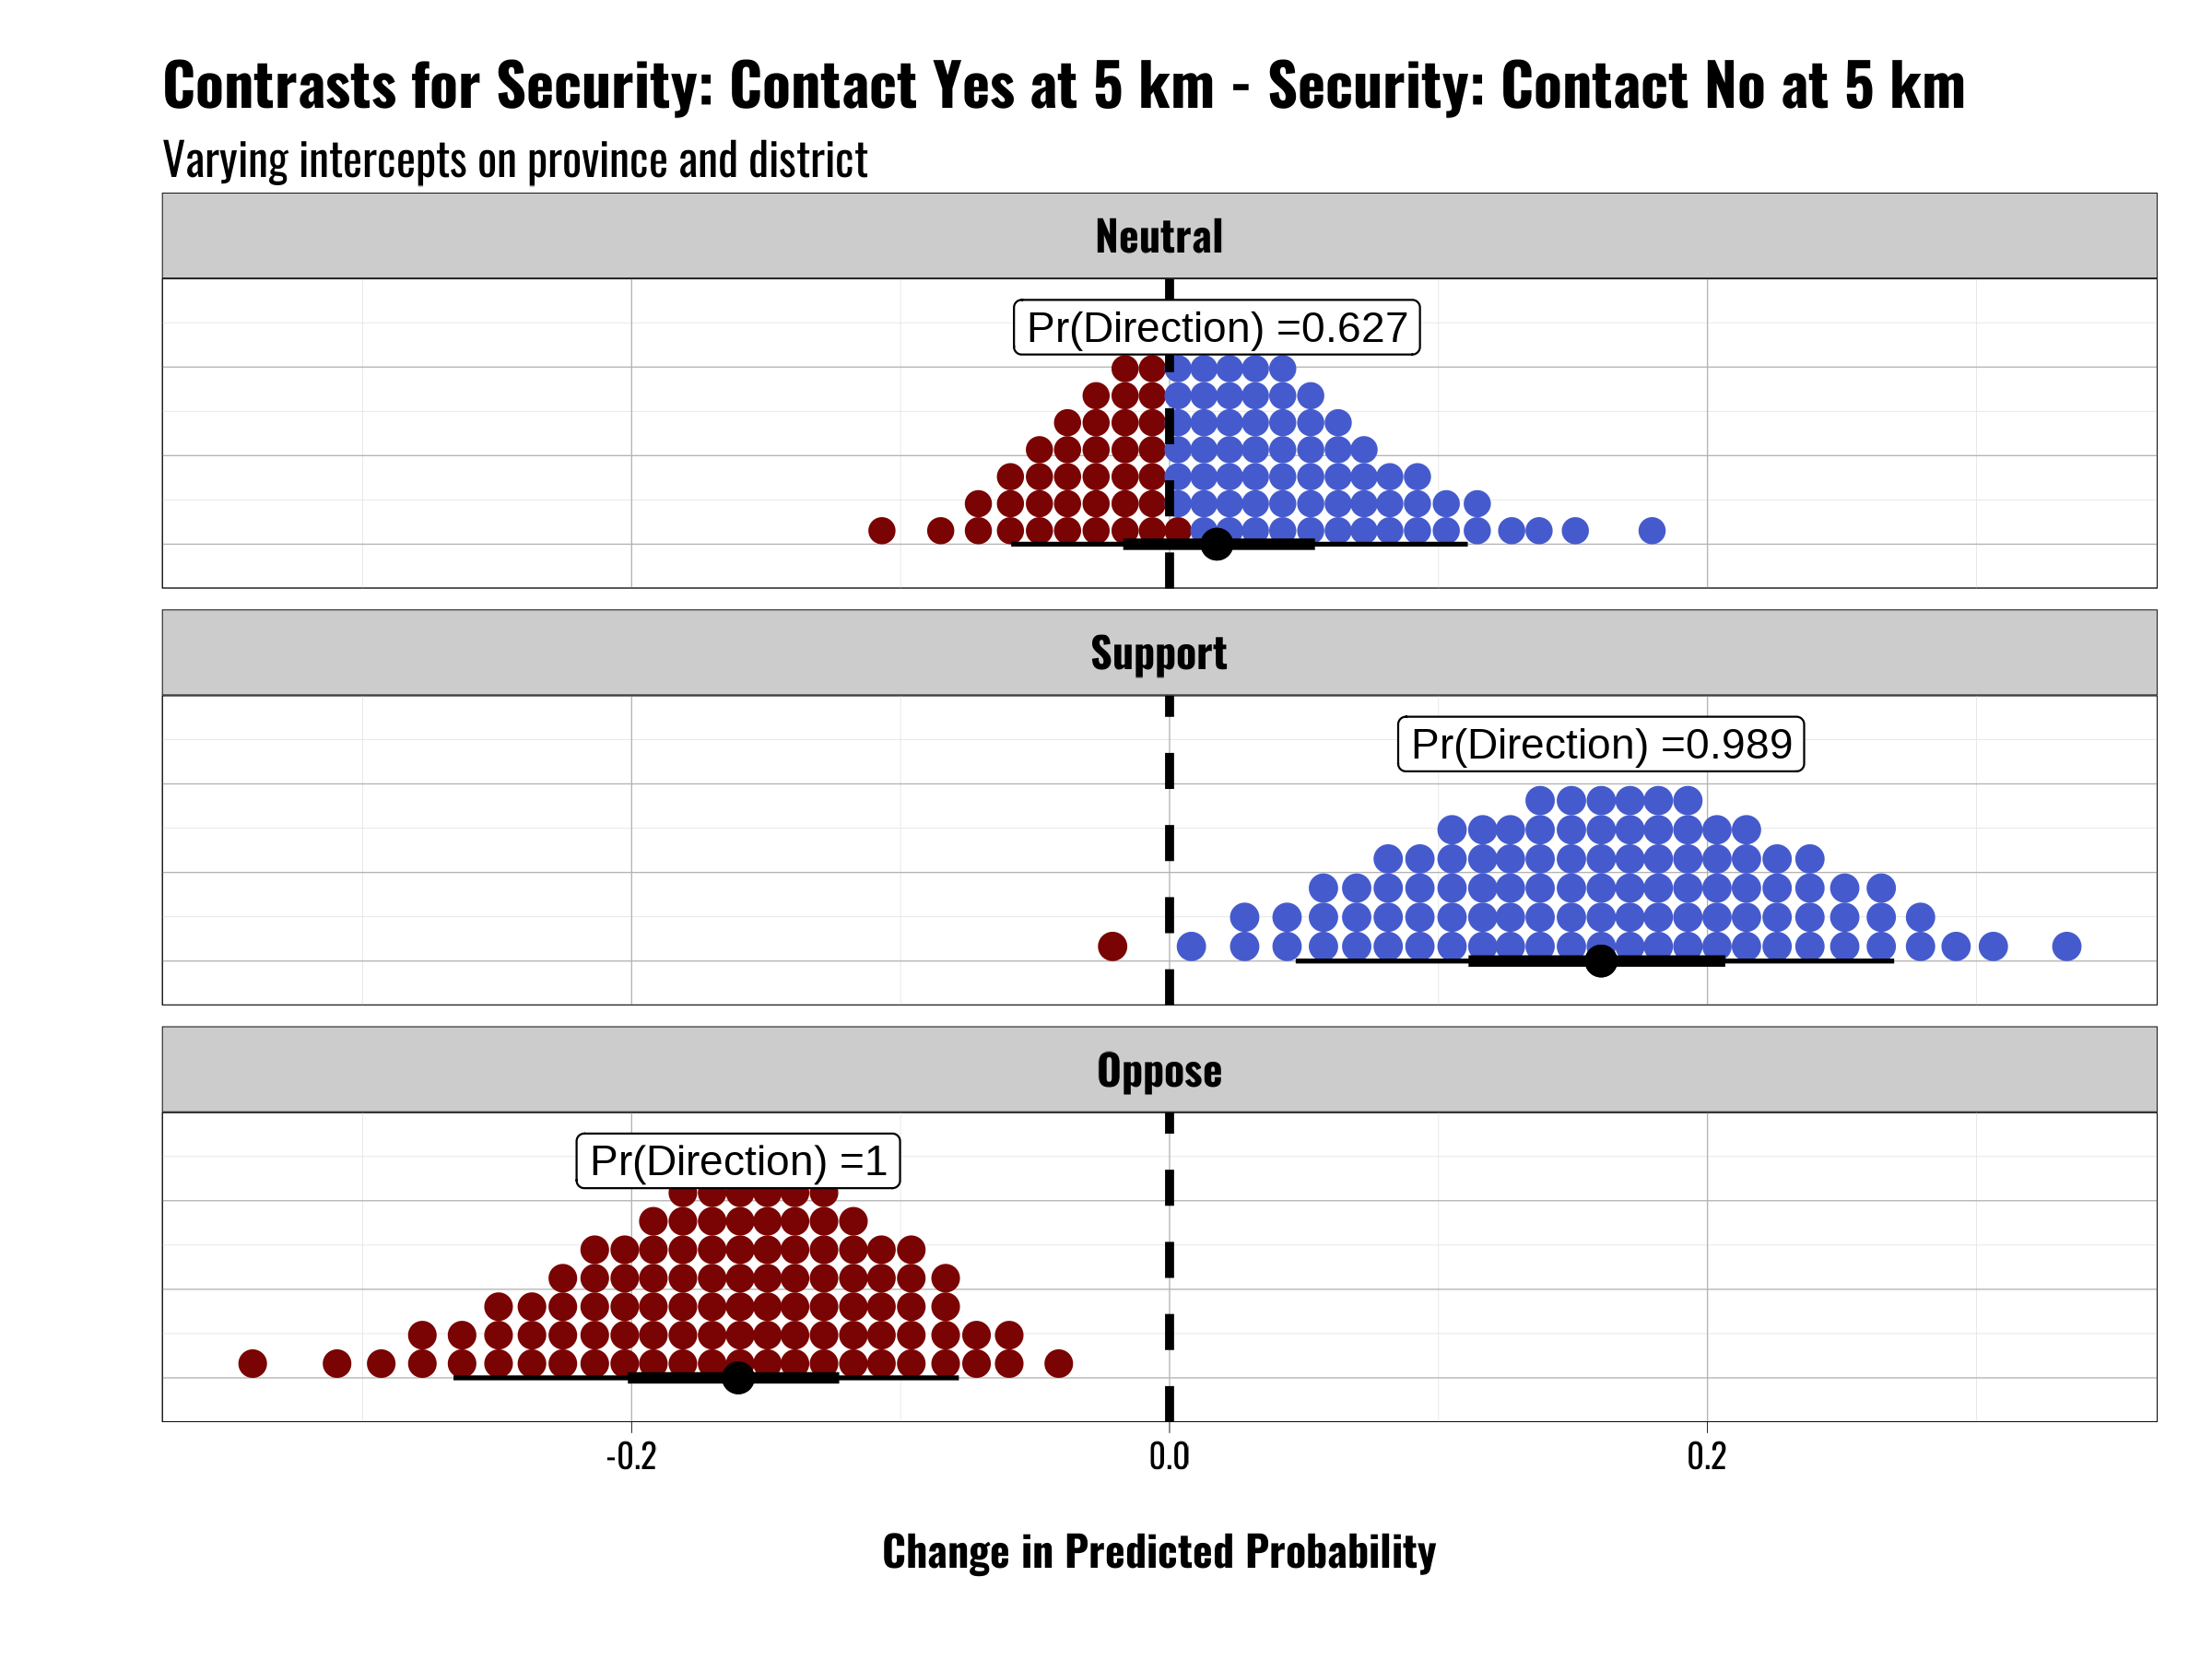 Contrasts for Security: Contact Yes at 5 km - Security: Contact No at 5 km
Varying intercepts on province and district
Neutral
Pr(Direction) =0.627
Support
Pr(Direction) =0.989
Oppose
Pr(Direction) =1
-0.2 0.0 0.2
Change in Predicted Probability